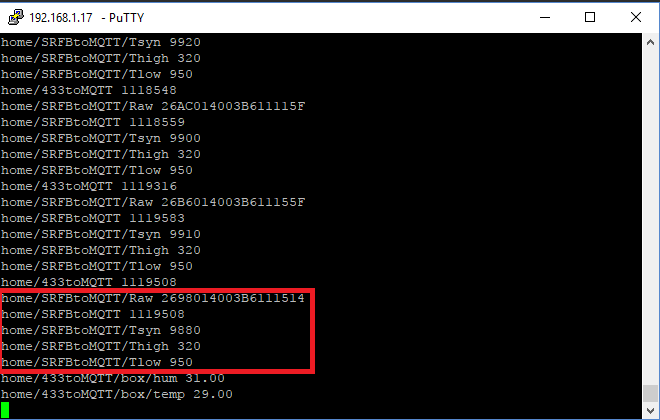 192.168.1.17 - PuTTY
home/SRFBtoMQTT/Tsyn 9920
home/SRFBtoMQTT/Thigh 320
home/SRFBtoMQTT/Tlow 950
home/433toMQTT 1118548
home/SRFBtoMQTT/Raw 26AC014003B611115F
home/SRFBtoMQTT 1118559
home/SRFBtoMQTT/Tsyn 9900
home/SRFBtoMQTT/Thigh 320
home/SRFBtoMQTT/Tlow 950
home/433toMQTT 1119316
home/SRFBtoMQTT/Raw 26B6014003B611155F
home/SRFBtoMQTT 1119583
home/SRFBtoMQTT/Tsyn 9910
home/SRFBtoMQTT/Thigh 320
home/SRFBtoMQTT/Tlow 950
home/433toMQTT 1119508
home/SRFBtoMQTT/Raw 2698014003B6111514
home/SRFBtoMQTT 1119508
home/SRFBtoMQTT/Tsyn 9880
home/SRFBtoMQTT/Thigh 320
home/SRFBtoMQTT/Tlow 950
home/433toMQTT/box/hum 31.00
home/433toMQTT/box/temp 29.00